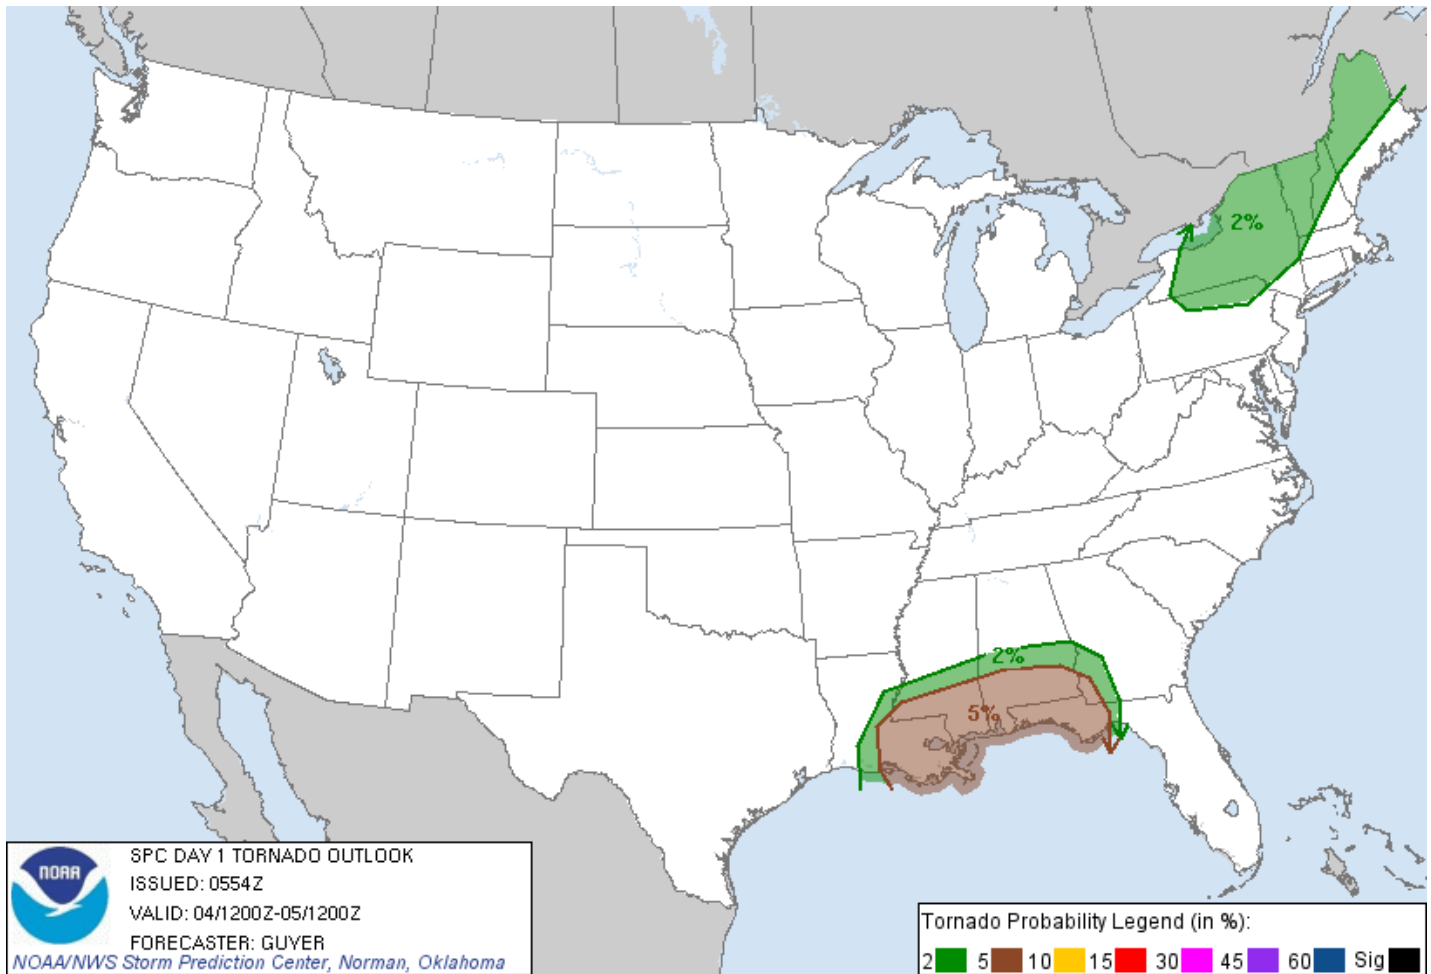 2%
2%
5%
NOAA
SPC DAY 1 TORNADO OUTLOOK
ISSUED: 0554Z
VALID: 04/1200Z-05/1200Z
FORECASTER: GUYER
NOAA/NWS Storm Prediction Center, Norman, Oklahoma
Tornado Probability Legend (in %):
2 5 10 15 30 45 60 Sig